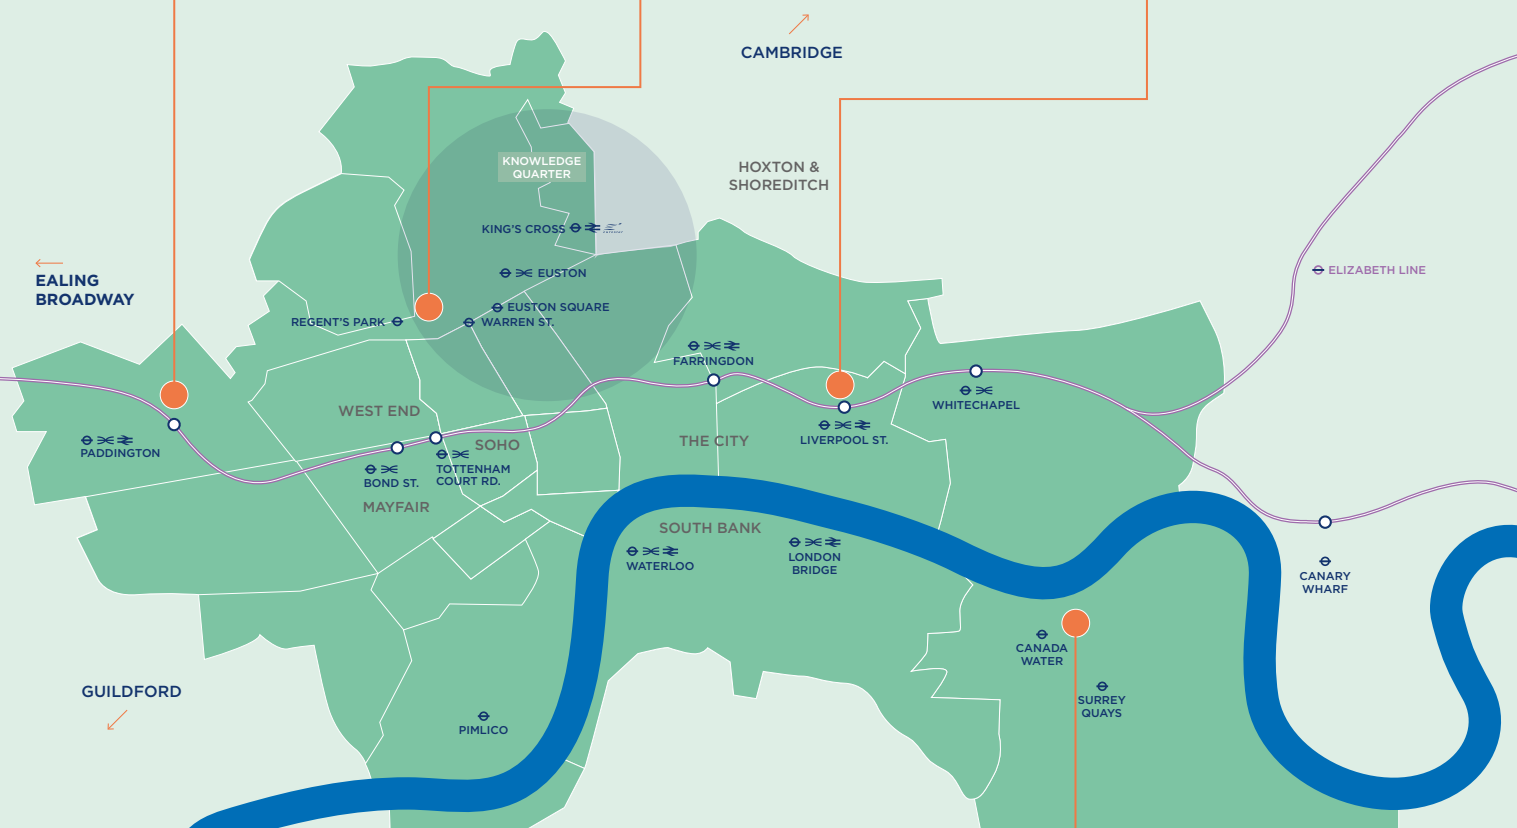 CAMBRIDGE
KNOWLEDGE
QUARTER
HOXTON &
SHOREDITCH
KING'S CROSS
EALING
BROADWAY
EUSTON
ELIZABETH LINE
EUSTON SQUARE
REGENT'S PARK
WARREN ST.
FARRINGDON
WHITECHAPEL
WEST END
SOHO
THE CITY
LIVERPOOL ST.
PADDINGTON
BOND ST.
TOTTENHAM
COURT RD.
MAYFAIR
SOUTH BANK
WATERLOO
LONDON
BRIDGE
CANARY
WHARF
CANADA
WATER
GUILDFORD
SURREY
QUAYS
PIMLICO